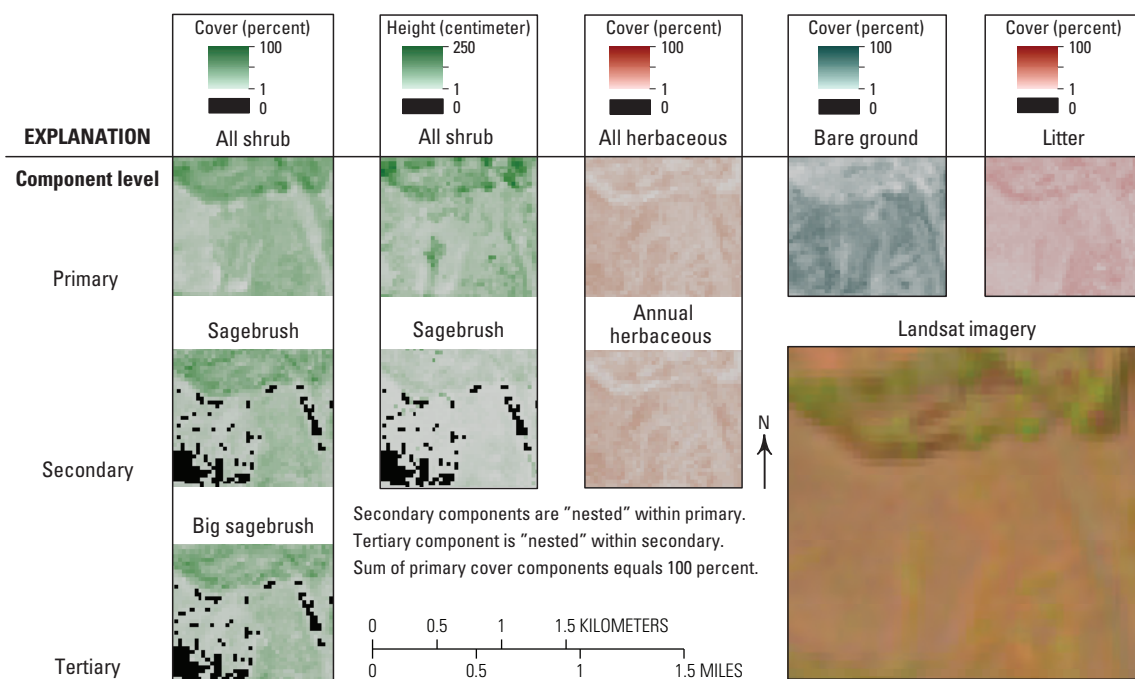 Cover (percent)
100
1
0
All shrub
Height (centimeter)
250
1
0
All shrub
Cover (percent)
100
1
0
All herbaceous
Cover (percent)
100
1
0
Bare ground
Cover (percent)
100
1
0
Litter
EXPLANATION
Component level
Primary
Sagebrush
Sagebrush
Annual
herbaceous
Landsat imagery
Secondary
N
Big sagebrush
Secondary components are "nested" within primary.
Tertiary component is "nested" within secondary.
Sum of primary cover components equals 100 percent.
0 0.5 1 1.5 KILOMETERS
0 0.5 1 1.5 MILES
Tertiary